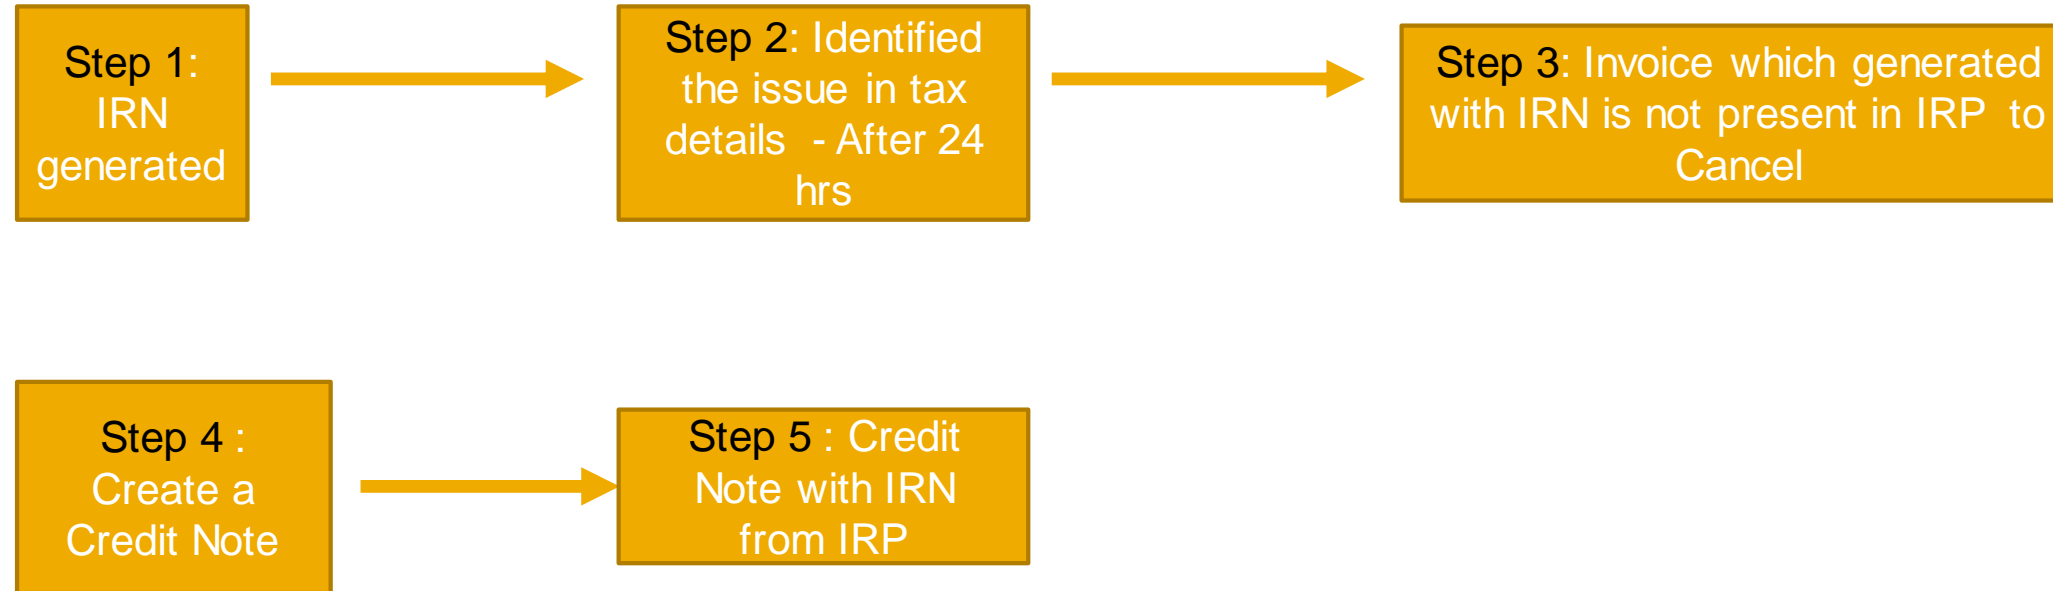 Step 1:
IRN
generated
Step 2: Identified
the issue in tax
details - After 24
hrs
Step 3: Invoice which generated
with IRN is not present in IRP to
Cancel
Step 4 :
Create a
Credit Note
Step 5 : Credit
Note with IRN
from IRP